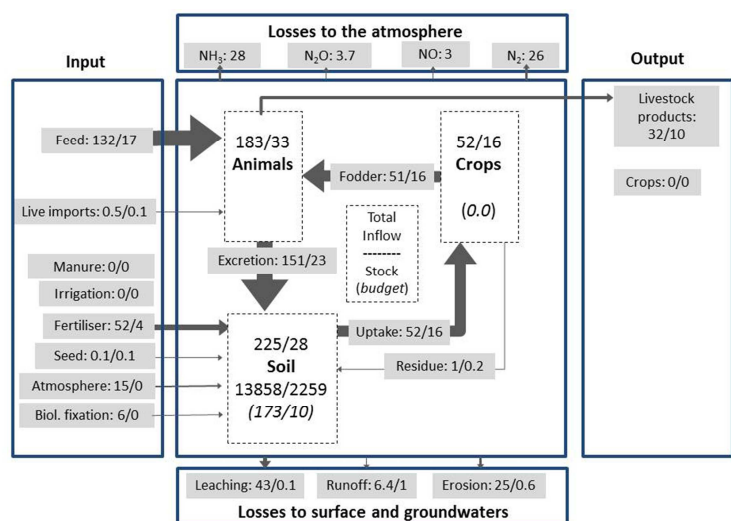 Losses to the atmosphere
NH₃: 28
N₂O: 3.7
NO: 3
N₂: 26
Input
Output
Feed: 132/17
Live imports: 0.5/0.1
Manure: 0/0
Irrigation: 0/0
Fertiliser: 52/4
Seed: 0.1/0.1
Atmosphere: 15/0
Biol. fixation: 6/0
183/33
Animals
Fodder: 51/16
52/16
Crops
(0.0)
Total
Inflow
--------
Stock
(budget)
Excretion: 151/23
225/28
Soil
13858/2259
(173/10)
Uptake: 52/16
Residue: 1/0.2
Livestock
products:
32/10
Crops: 0/0
Leaching: 43/0.1
Runoff: 6.4/1
Erosion: 25/0.6
Losses to surface and groundwaters